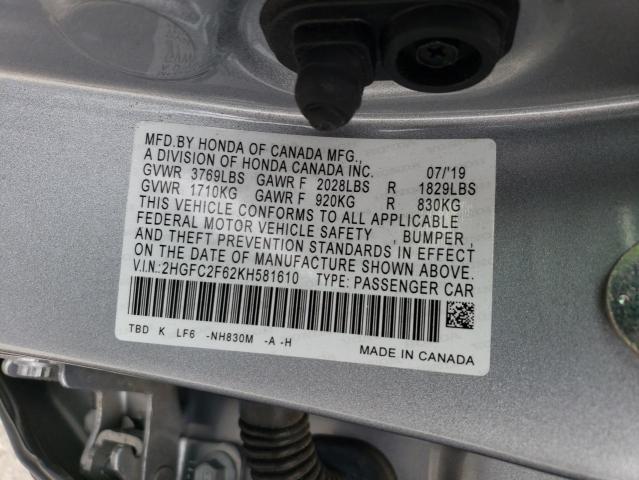 MFD.BY HONDA OF CANADA MFG.,
A DIVISION OF HONDA CANADA INC. 07/'19
GVWR 3769LBS GAWR F 2028LBS R 1829LBS
GVWR 1710KG GAWR F 920KG R 830KG
THIS VEHICLE CONFORMS TO ALL APPLICABLE
FEDERAL MOTOR VEHICLE SAFETY , BUMPER ,
AND THEFT PREVENTION STANDARDS IN EFFECT
ON THE DATE OF MANUFACTURE SHOWN ABOVE.
V.I.N.:2HGFC2F62KH581610 TYPE: PASSENGER CAR
TBD K LF6 -NH830M -A -H
MADE IN CANADA